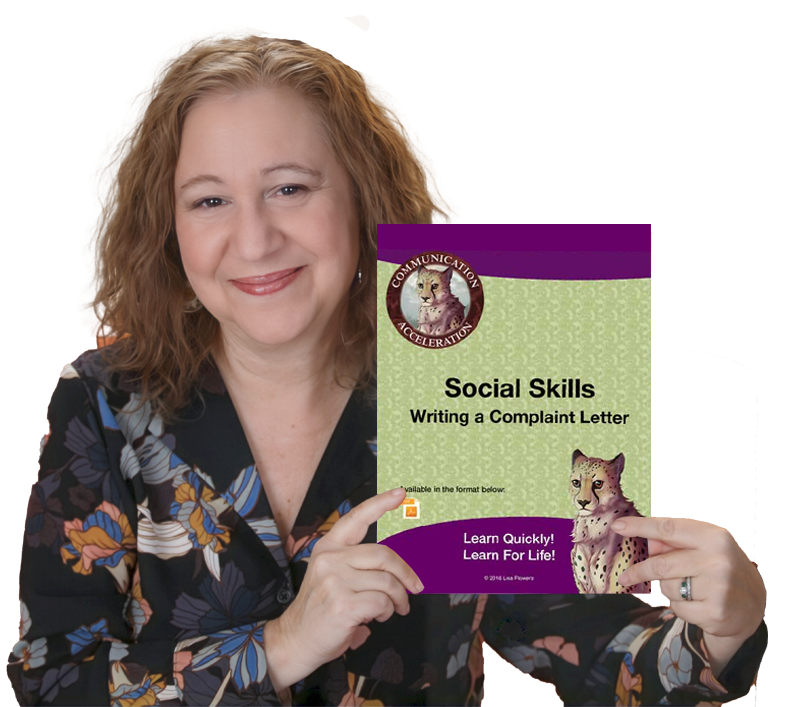 COMMUNICATION
ACCELERATION
Social Skills
Writing a Complaint Letter
Available in the format below:
Learn Quickly!
Learn For Life!
© 2016 Lisa Flowers